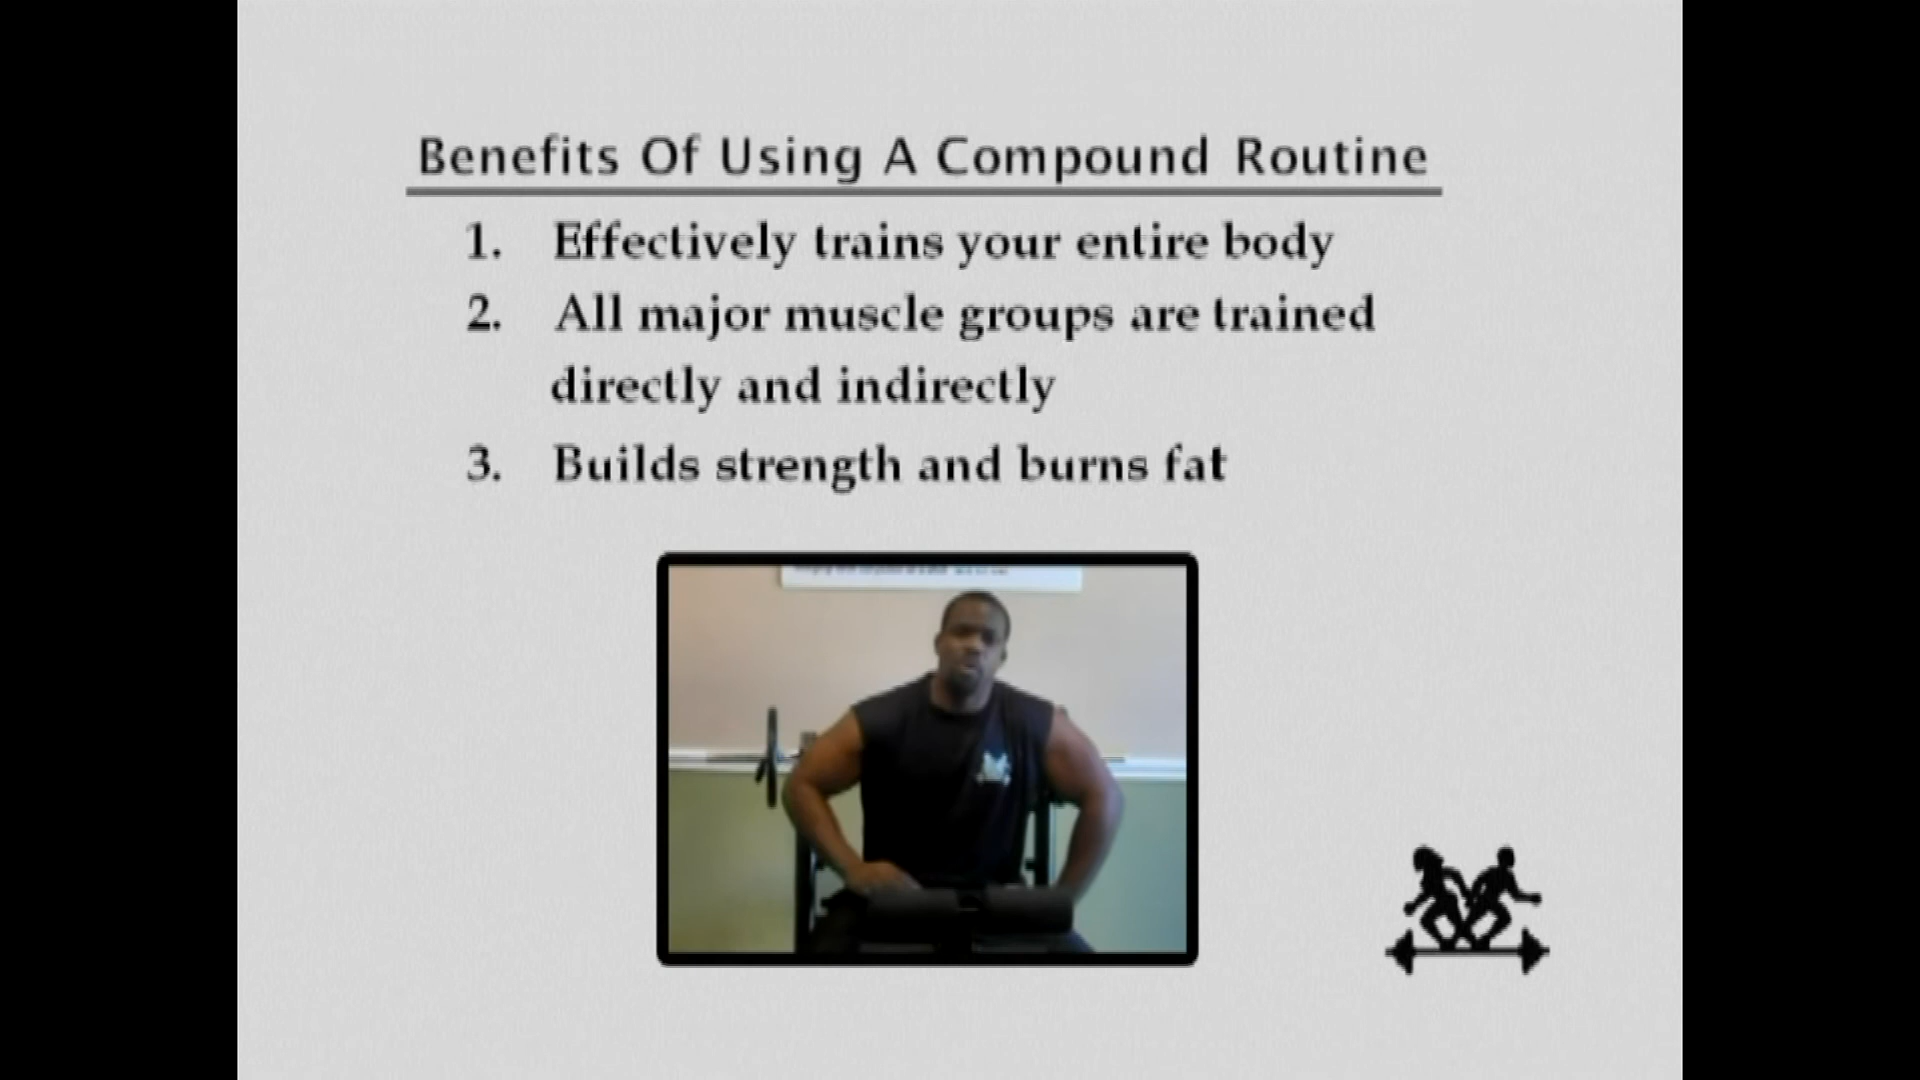 Benefits Of Using A Compound Routine
1. Effectively trains your entire body
2. All major muscle groups are trained
directly and indirectly
3. Builds strength and burns fat